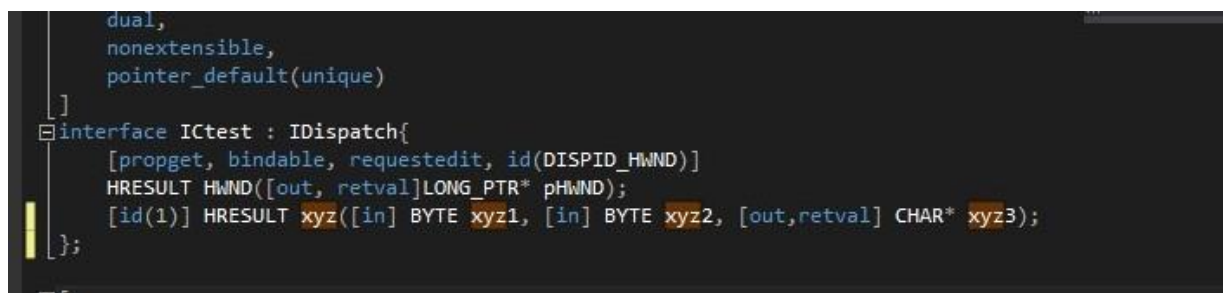 dual,
nonextensible,
pointer_default(unique)
]
interface ICtest : IDispatch{
[propget, bindable, requestedit, id(DISPID_HWND)]
HRESULT HWND([out, retval]LONG_PTR* pHWND);
[id(1)] HRESULT xyz([in] BYTE xyz1, [in] BYTE xyz2, [out,retval] CHAR* xyz3);
};